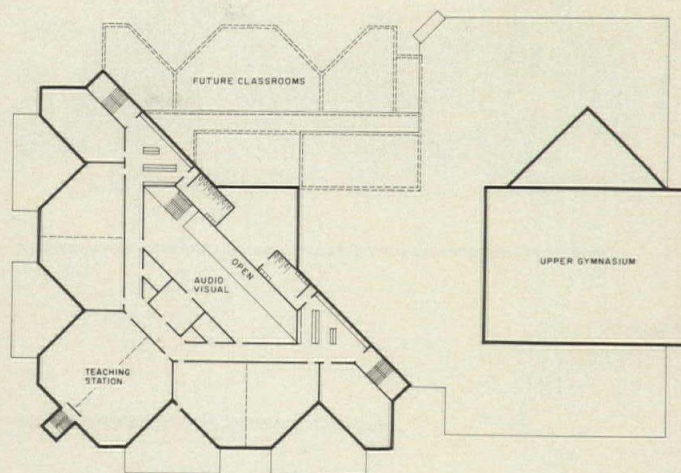 FUTURE CLASSROOMS
UPPER GYMNASIUM
OPEN
AUDIO
VISUAL
TEACHING
STATION